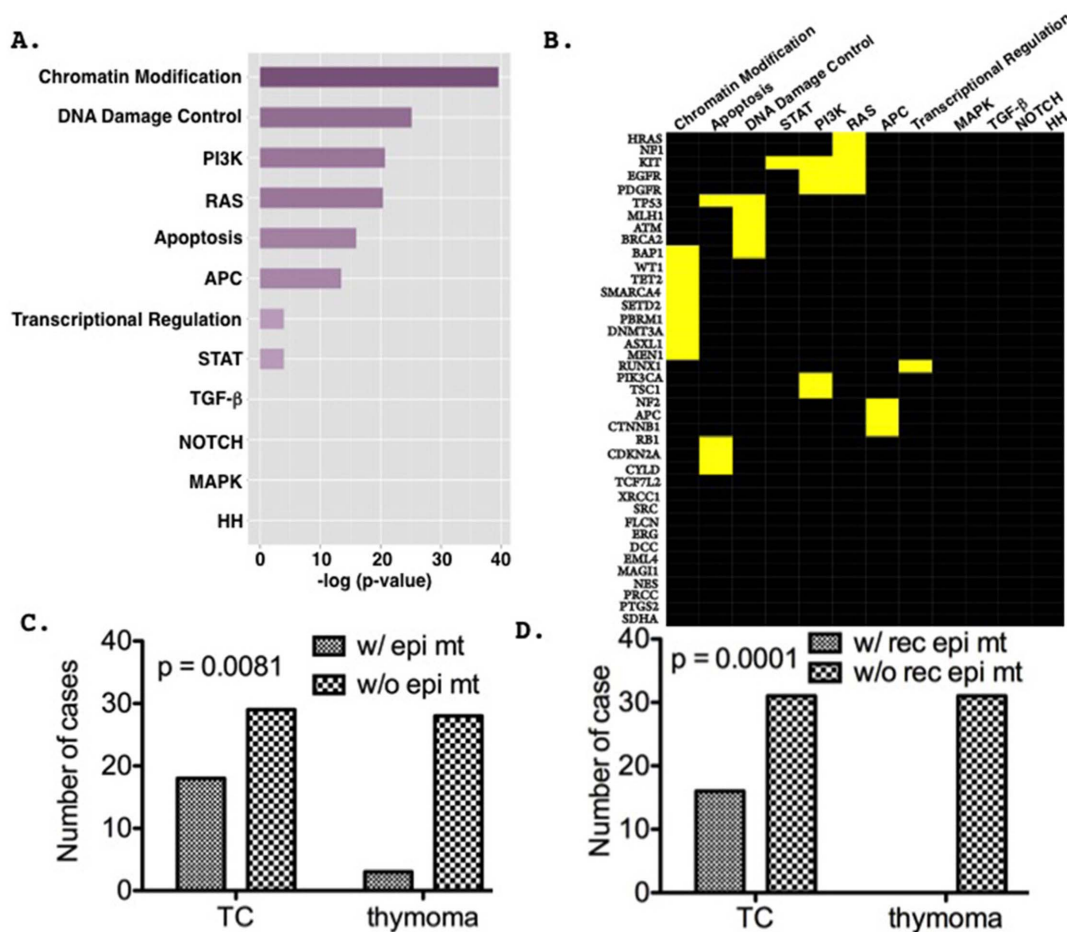 A.
Chromatin Modification
DNA Damage Control
PI3K
RAS
Apoptosis
APC
Transcriptional Regulation
STAT
TGF-β
NOTCH
MAPK
HH
0 10 20 30 40
-log (p-value)
B.
Chromatin Modification
Apoptosis
DNA Damage Control
STAT
PI3K
RAS
APC
Transcriptional Regulation
MAPK
TGF-β
NOTCH
HH
HRAS
NP1
KIT
EGFR
PDGFR
TP53
MLH1
ATM
BRCA2
BAP1
WT1
TET2
SMARCA4
SETD2
PBRM1
DNMT3A
ASXL1
MEN1
RUNX1
PIK3CA
TSC1
NF2
APC
CTNNB1
RB1
CDKN2A
CYLD
TCF7L2
XRCC1
SRC
FLCN
ERG
DCC
EML4
MAGI1
NES
PRCC
PTGS2
SDHA
C.
Number of cases
40
30
20
10
0
p = 0.0081
w/ epi mt
w/o epi mt
TC thymoma
D.
Number of case
40
30
20
10
0
p = 0.0001
w/ rec epi mt
w/o rec epi mt
TC thymoma